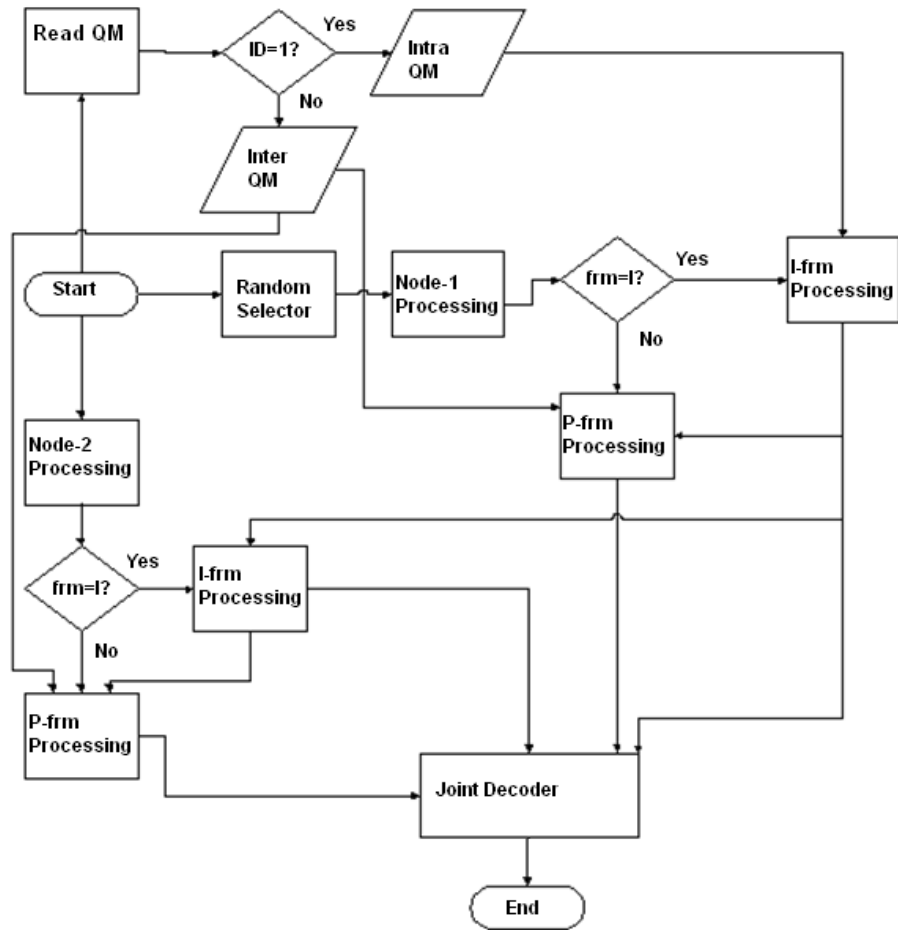 Read QM
ID=1?
Yes
Intra
QM
No
Inter
QM
Start
Random
Selector
Node-1
Processing
frm=I?
Yes
I-frm
Processing
No
P-frm
Processing
Node-2
Processing
frm=I?
Yes
I-frm
Processing
No
P-frm
Processing
Joint Decoder
End